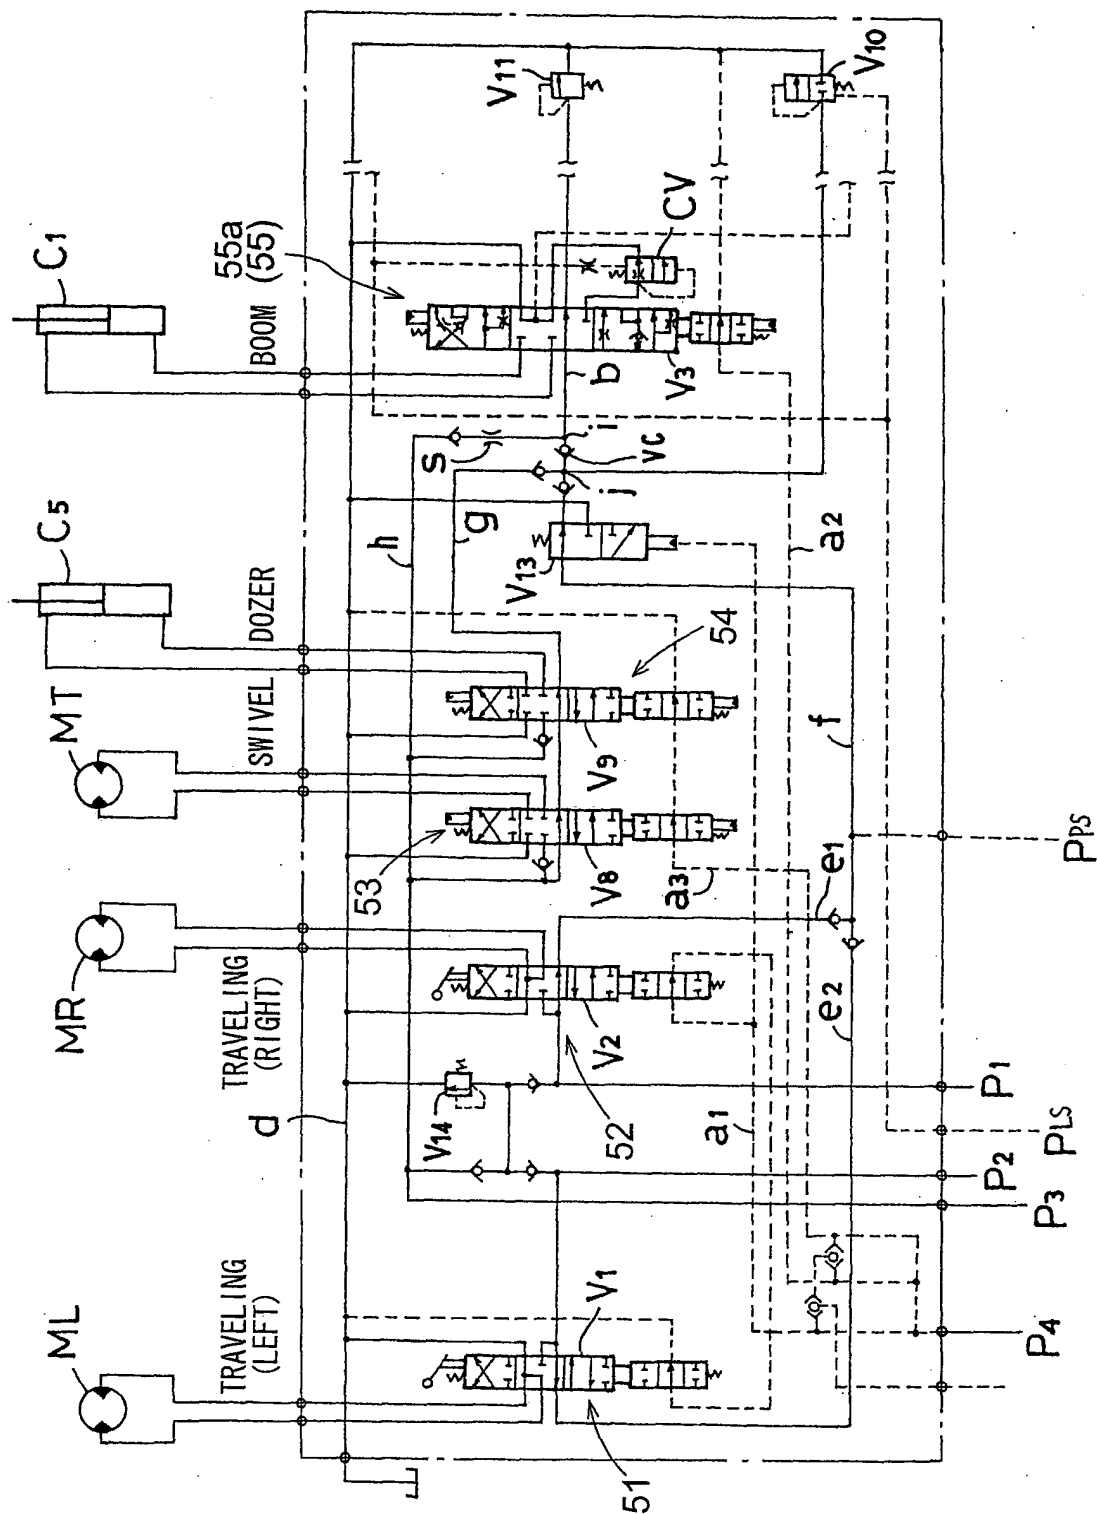 ML
TRAVELING
(LEFT)
MR
TRAVELING
(RIGHT)
MT
SWIVEL
C5
DOZER
C1
BOOM
55a
(55)
d
h
g
s
i
j
b
VC
CV
V11
V10
V3
V13
V9
V8
V2
V14
V1
51
52
53
54
a1
a2
a3
e1
e2
f
P1
PLS
P2
P3
P4
PPS